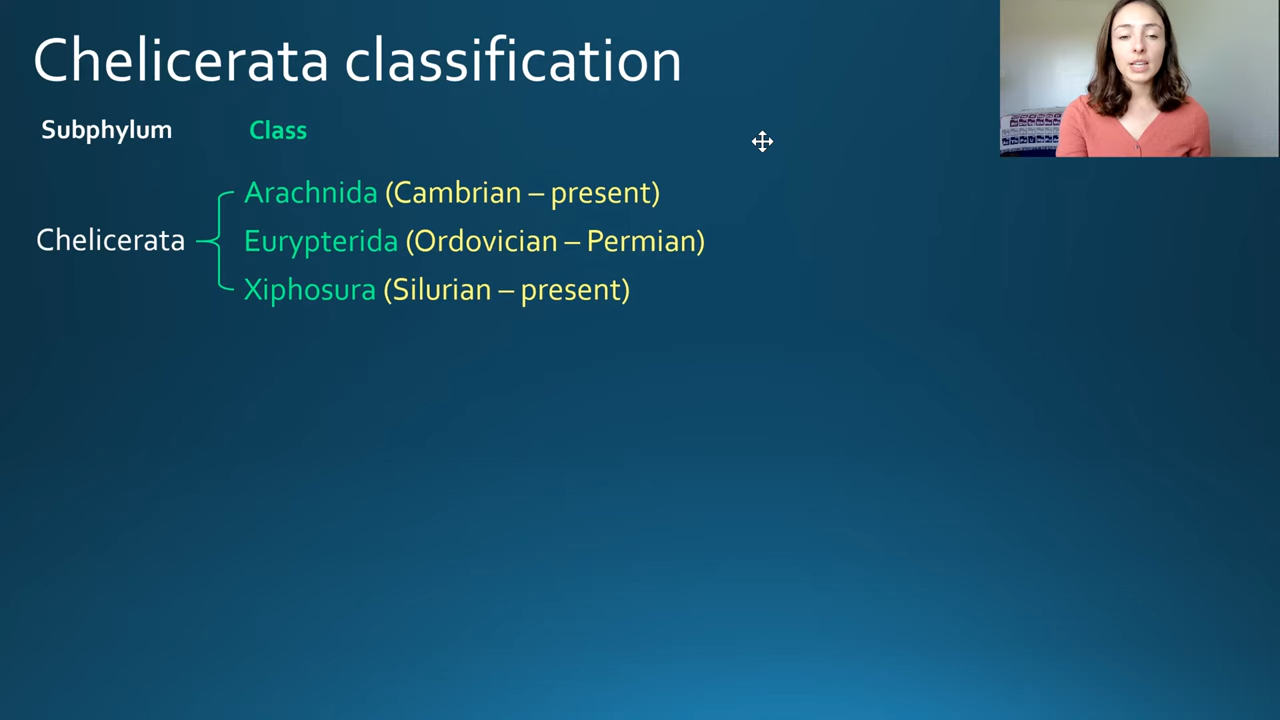 Chelicerata classification
Subphylum Class
Arachnida (Cambrian – present)
Chelicerata Eurypterida (Ordovician – Permian)
Xiphosura (Silurian – present)